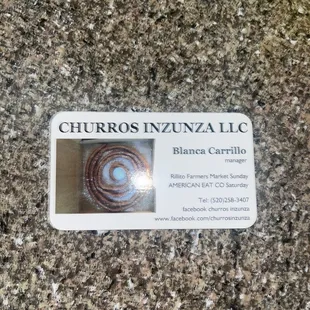 CHURROS INZUNZA LLC
Blanca Carrillo
manager
Rillito Farmers Market Sunday
AMERICAN EAT CO Saturday
Tel: (520)258-3407
facebook: churros inzunza
www.facebook.com/churrosinzunza